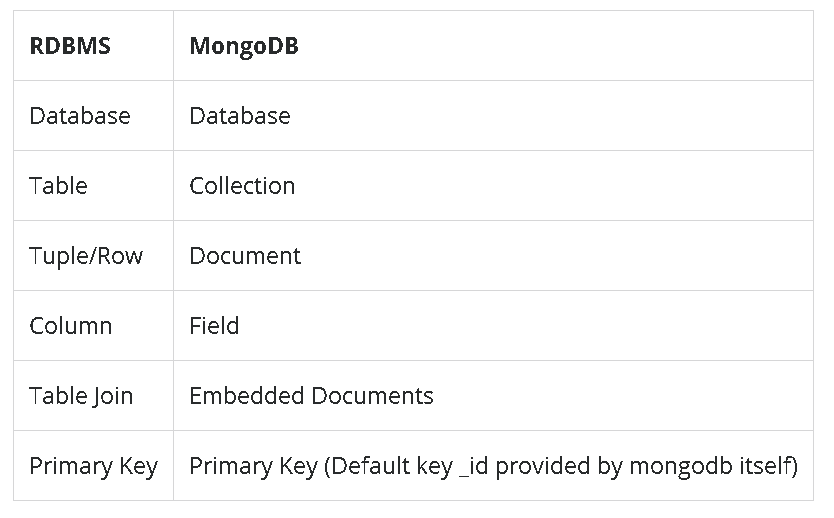 RDBMS MongoDB
Database Database
Table Collection
Tuple/Row Document
Column Field
Table Join Embedded Documents
Primary Key Primary Key (Default key _id provided by mongodb itself)